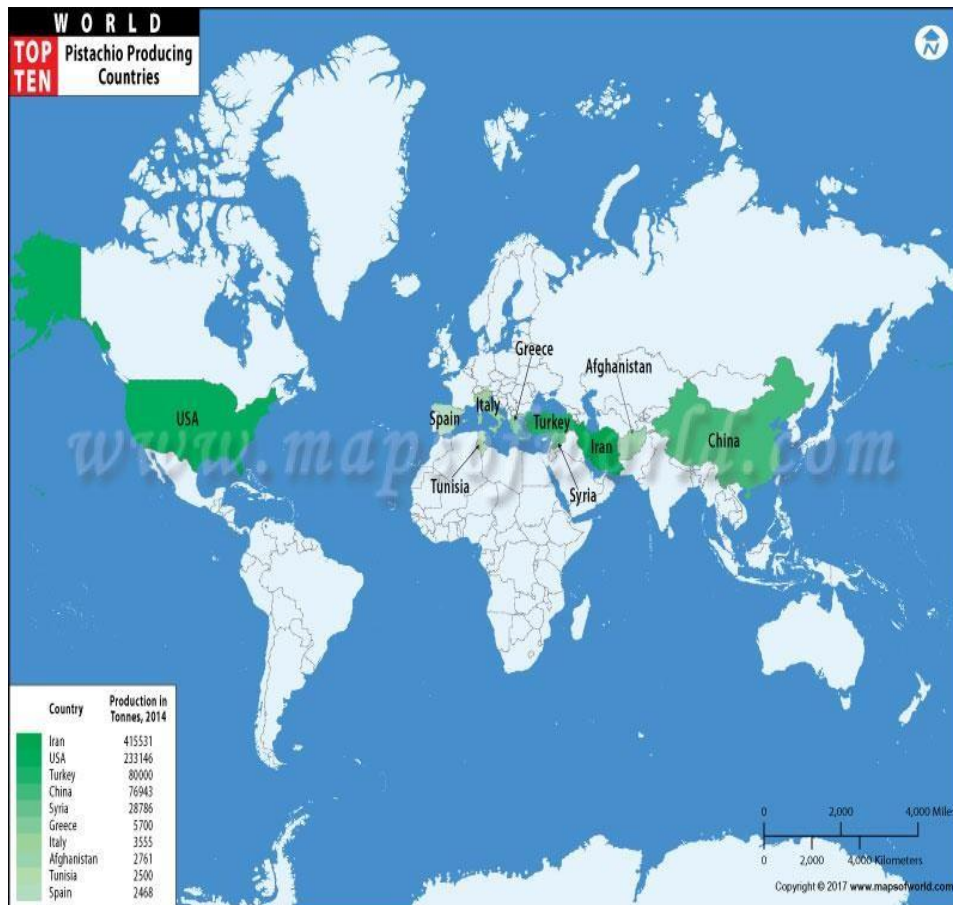 WORLD
TOP TEN
Pistachio Producing
Countries
N
Greece
Afghanistan
Italy
Spain
Turkey
USA
Iran
China
www.mapsofworld.com
Tunisia
Syria
Country Production in Tonnes, 2014
Iran 415531
USA 233146
Turkey 80000
China 76943
Syria 28786
Greece 5700
Italy 3555
Afghanistan 2761
Tunisia 2500
Spain 2468
0 2,000 4,000 Miles
0 2,000 4,000 Kilometers
Copyright © 2017 www.mapsofworld.com